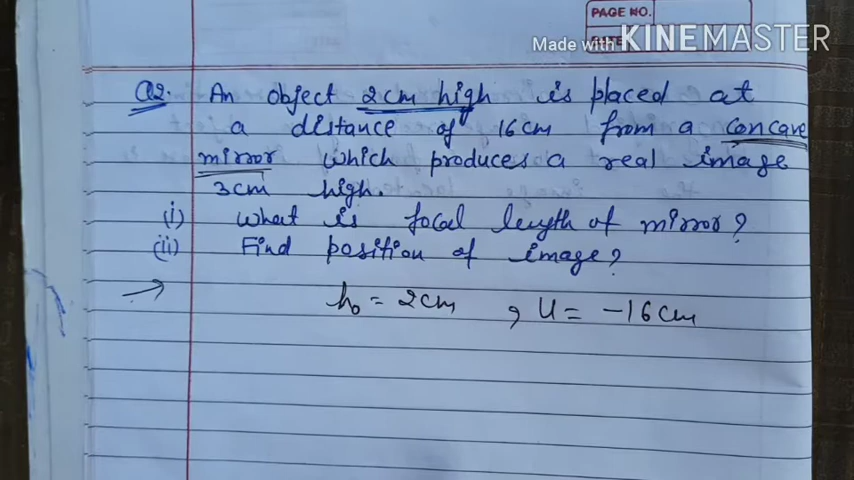 PAGE NO.
Made with KINEMASTER
Q2. An object 2cm high is placed at
a distance of 16cm from a concave
mirror which produces a real image
3cm high.
(i) What is focal length of mirror?
(ii) Find position of image?
→ ho = 2cm , U = -16cm